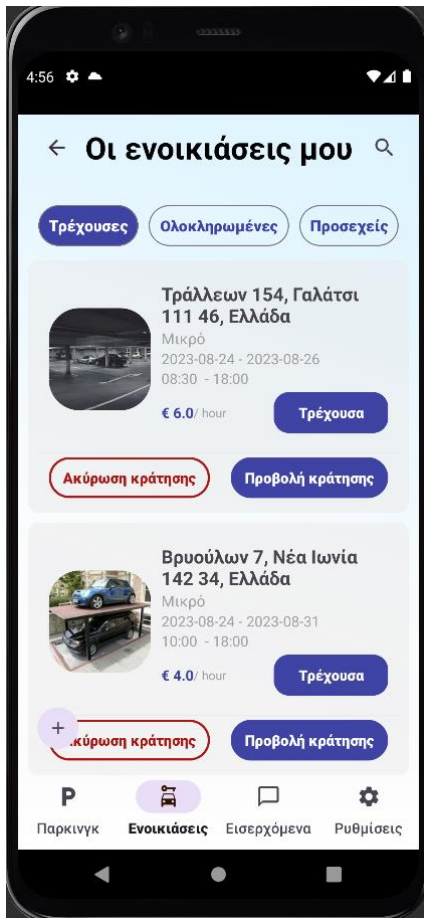 4:56
Οι ενοικιάσεις μου
Τρέχουσες Ολοκληρωμένες Προσεχείς
Τράλλεων 154, Γαλάτσι
111 46, Ελλάδα
Μικρό
2023-08-24 - 2023-08-26
08:30 - 18:00
€ 6.0/ hour Τρέχουσα
Ακύρωση κράτησης Προβολή κράτησης
Βρυούλων 7, Νέα Ιωνία
142 34, Ελλάδα
Μικρό
2023-08-24 - 2023-08-31
10:00 - 18:00
€ 4.0/ hour Τρέχουσα
+ κύρωση κράτησης Προβολή κράτησης
P
Παρκινγκ Ενοικιάσεις Εισερχόμενα Ρυθμίσεις